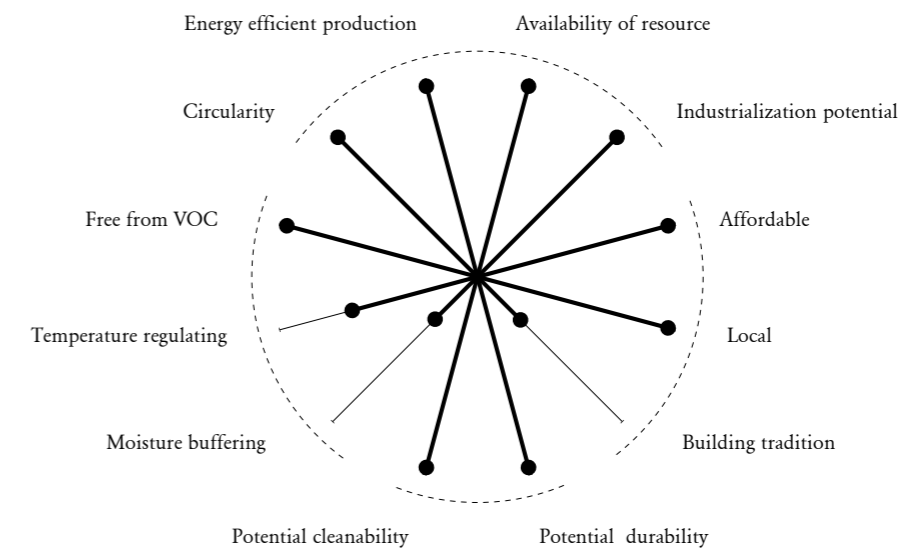 Energy efficient production
Availability of resource
Circularity
Industrialization potential
Free from VOC
Affordable
Temperature regulating
Local
Moisture buffering
Building tradition
Potential cleanability
Potential  durability